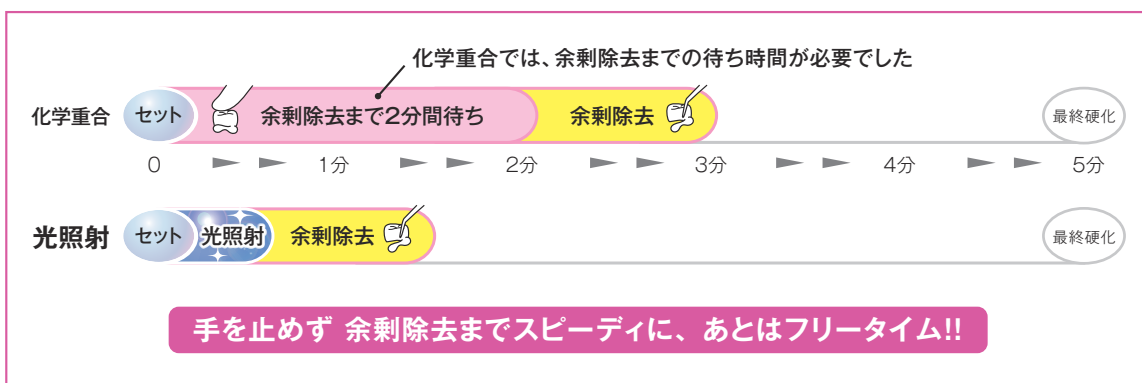 化学重合では、余剰除去までの待ち時間が必要でした
化学重合 セット 余剰除去まで2分間待ち 余剰除去 最終硬化
0 1分 2分 3分 4分 5分
光照射 セット 光照射 余剰除去 最終硬化
手を止めず 余剰除去までスピーディに、あとはフリータイム!!